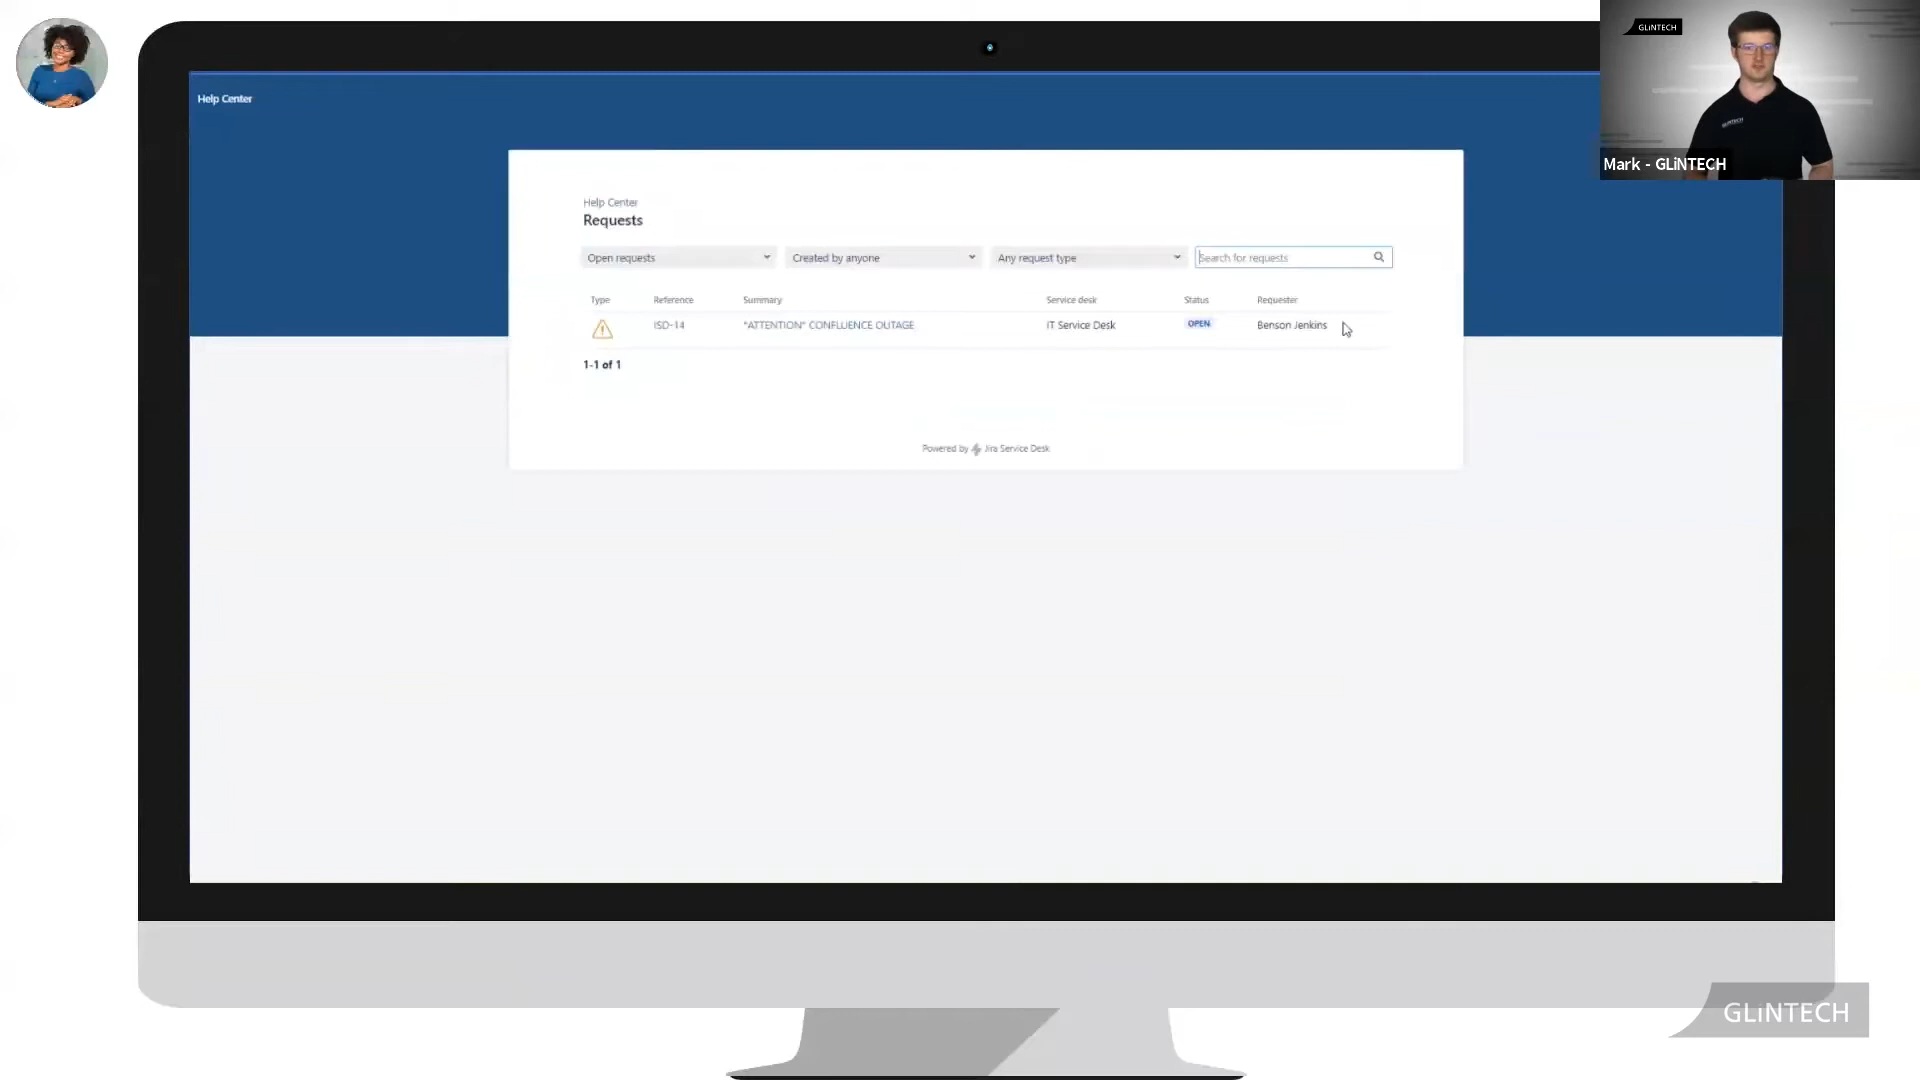 Help Center
GLiNTECH
Mark - GLiNTECH
Help Center
Requests
Open requests
Created by anyone
Any request type
Search for requests
Type Reference Summary Service desk Status Requester
ISD-14 "ATTENTION" CONFLUENCE OUTAGE IT Service Desk OPEN Benson Jenkins
1-1 of 1
Powered by Jira Service Desk
GLiNTECH